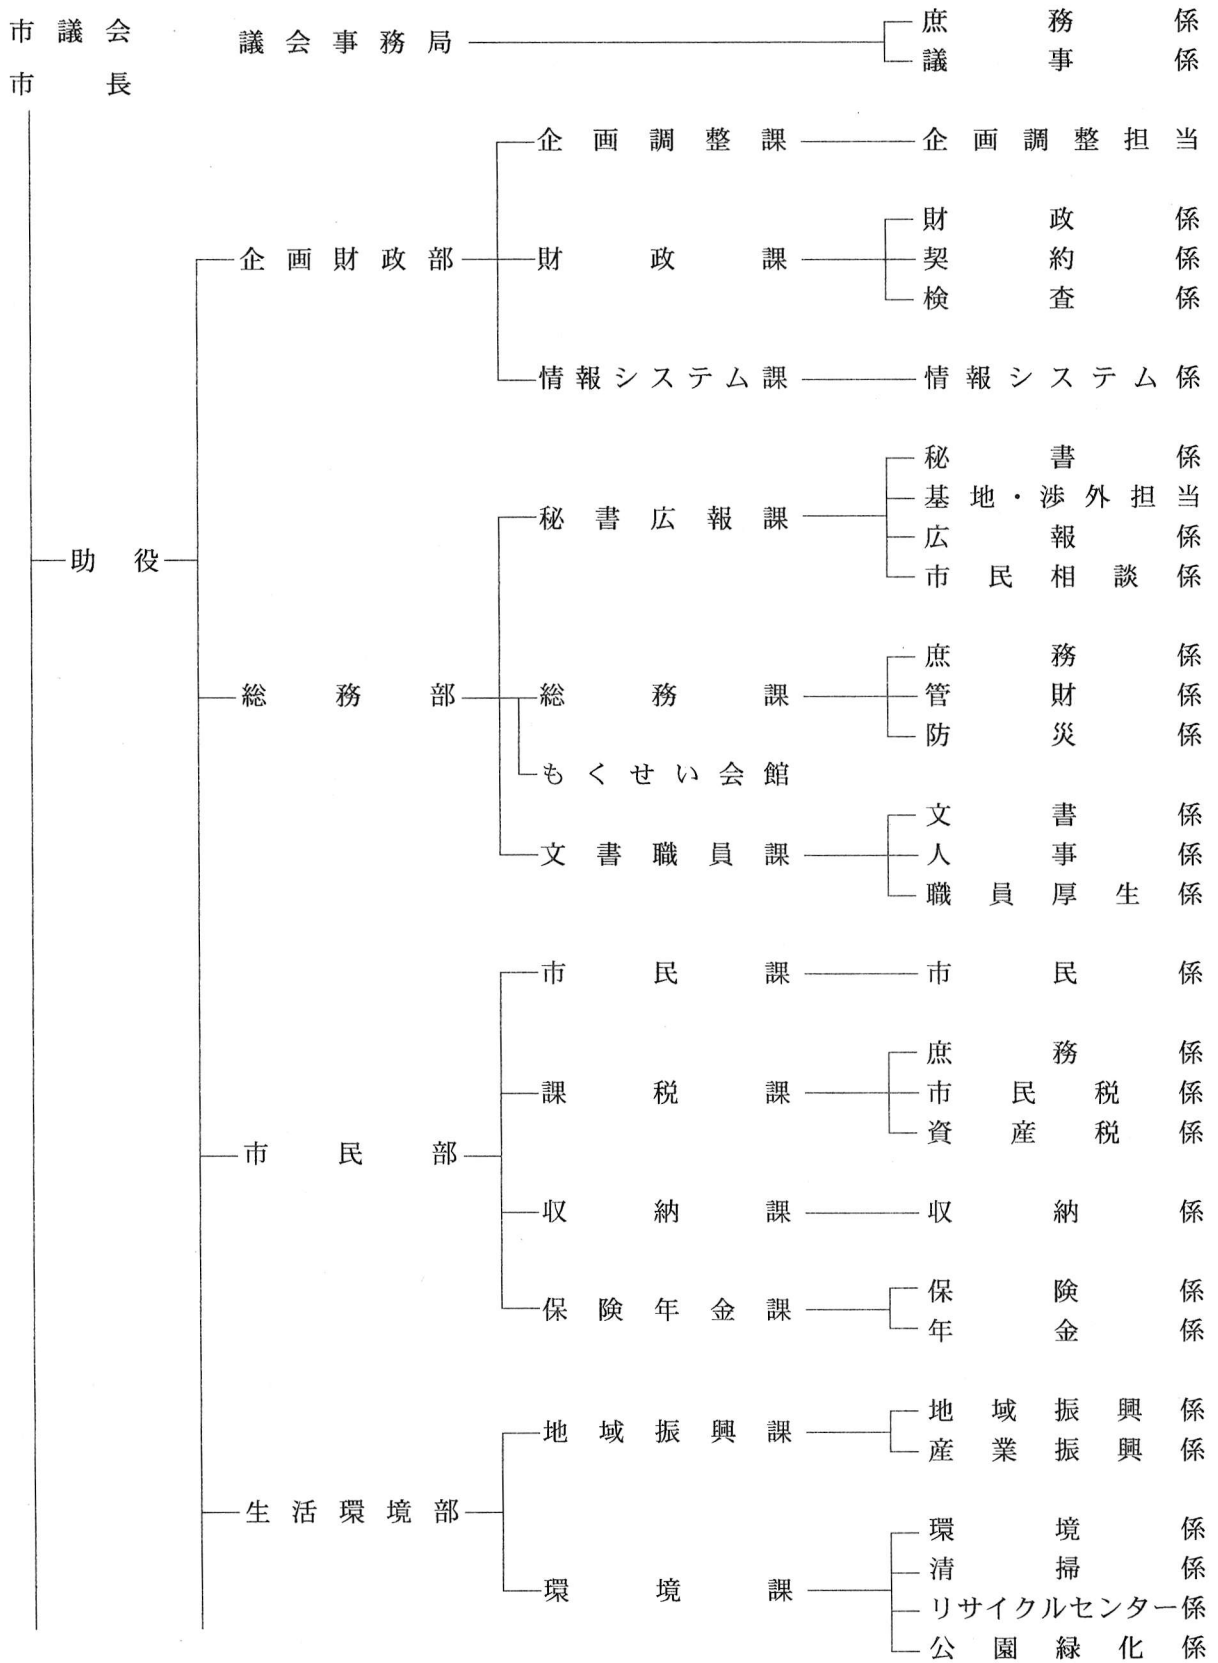 市議会 議会事務局 庶務係
議事係
市長
企画調整課 企画調整担当
財政係
企画財政部 財政課 契約係
検査係
情報システム課 情報システム係
秘書係
基地・渉外担当
秘書広報課
広報係
助役
市民相談係
庶務係
総務部 総務課 管財係
防災係
もくせい会館
文書係
文書職員課 人事係
職員厚生係
市民課 市民係
庶務係
課税課 市民税係
資産税係
市民部
収納課 収納係
保険係
保険年金課
年金係
地域振興係
地域振興課
産業振興係
生活環境部
環境係
清掃係
環境課
リサイクルセンター係
公園緑化係